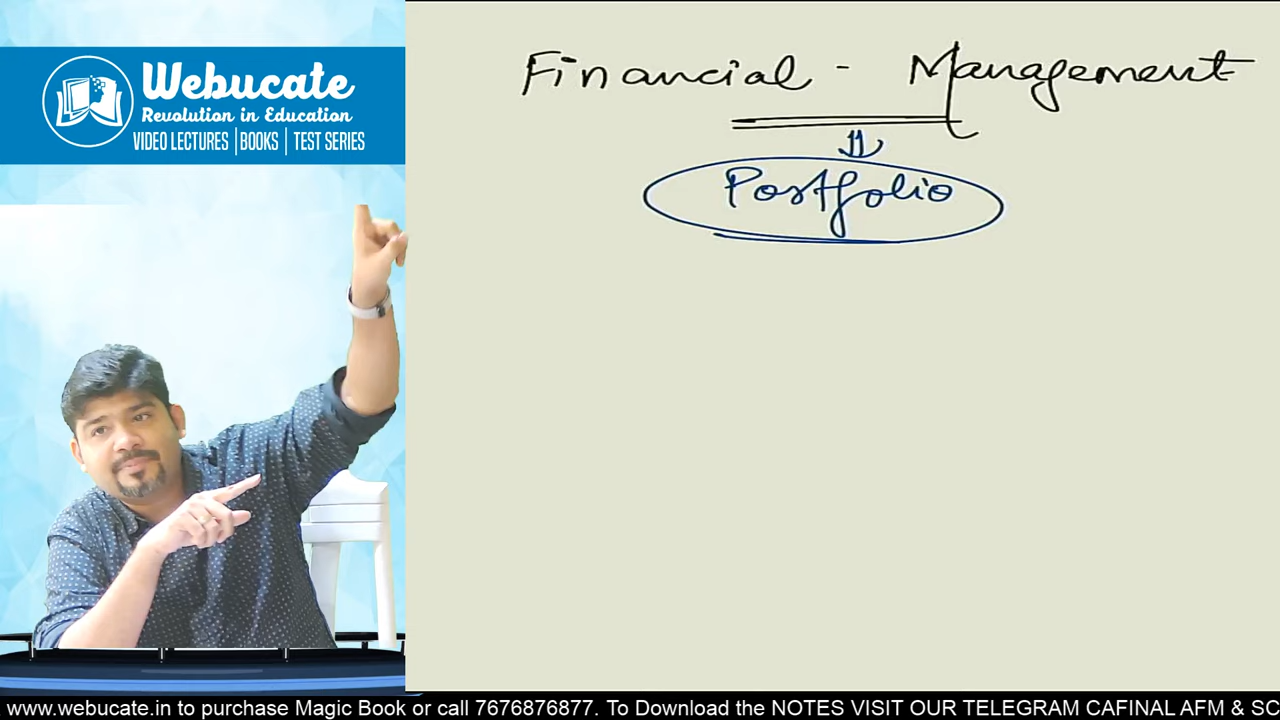 Webucate
Revolution in Education
VIDEO LECTURES | BOOKS | TEST SERIES
Financial - Management
Portfolio
www.webucate.in to purchase Magic Book or call 7676876877. To Download the NOTES VISIT OUR TELEGRAM CAFINAL AFM & SC